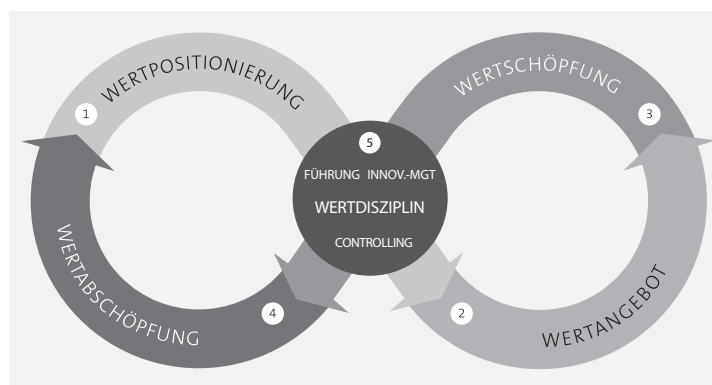 1
WERTPOSITIONIERUNG
WERTSCHÖPFUNG
3
5
FÜHRUNG INNOV.-MGT
WERTDISZIPLIN
CONTROLLING
WERTABSCHÖPFUNG
4
2
WERTANGEBOT